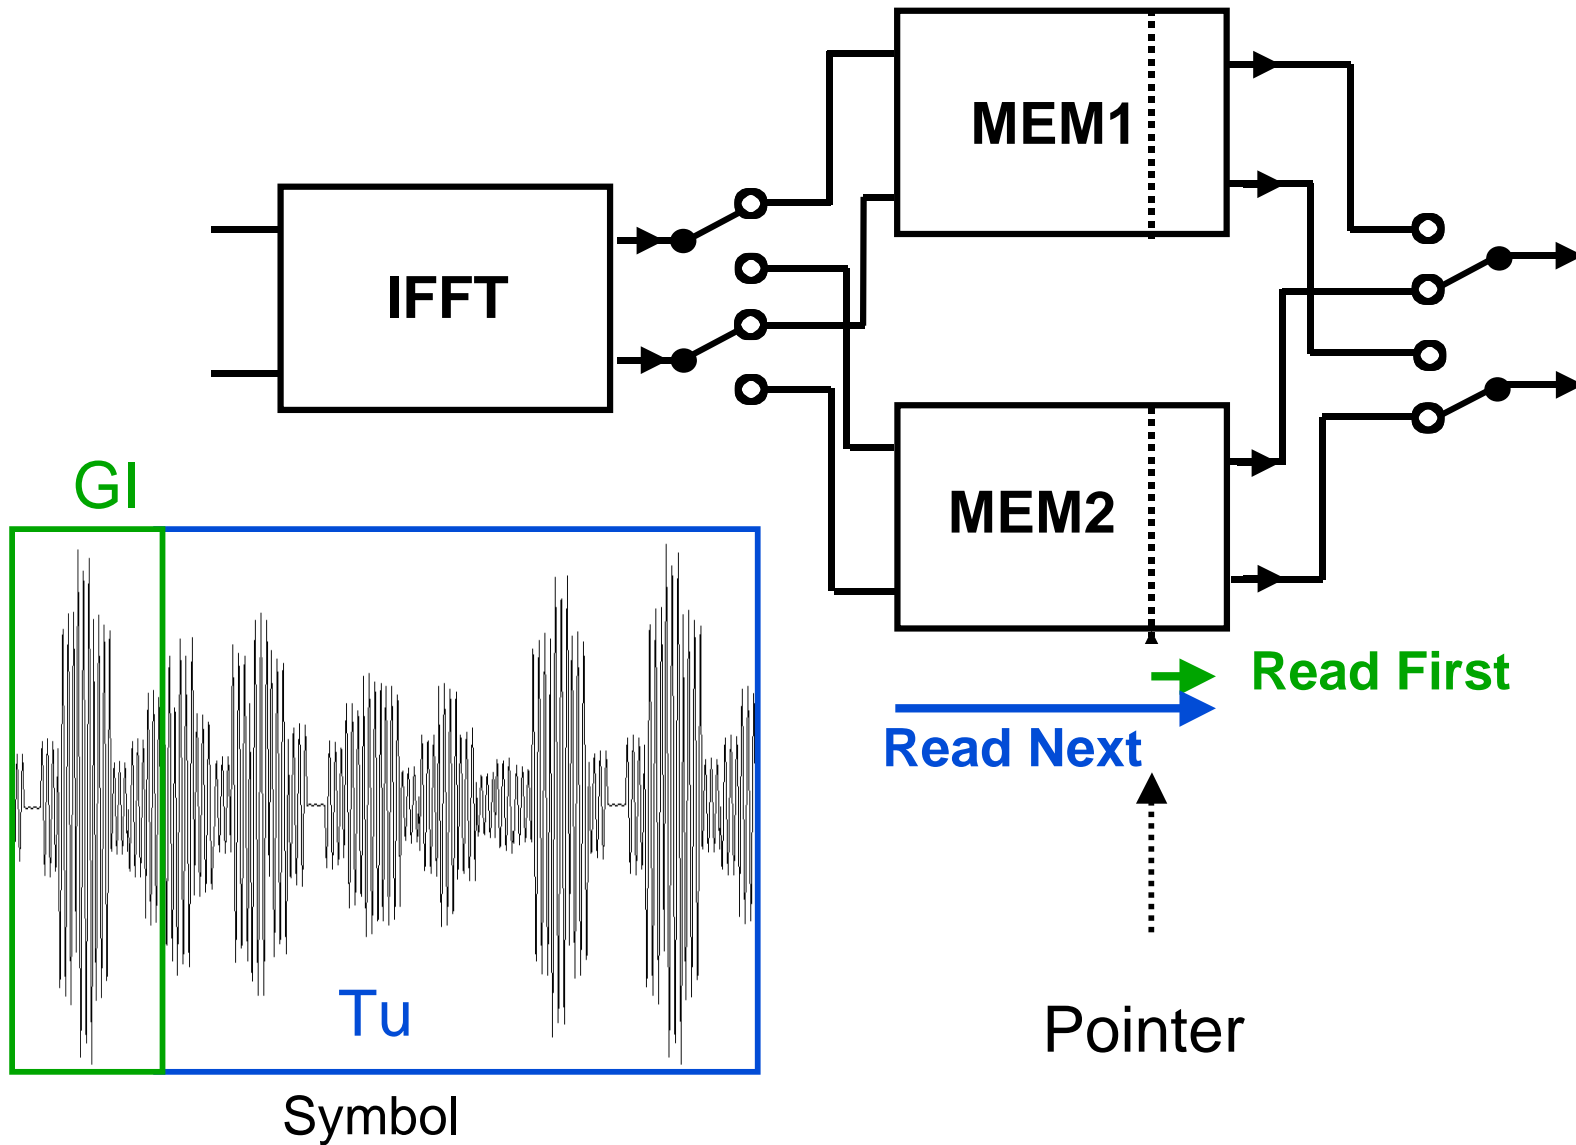 MEM1
IFFT
GI
MEM2
Read First
Read Next
Tu
Pointer
Symbol